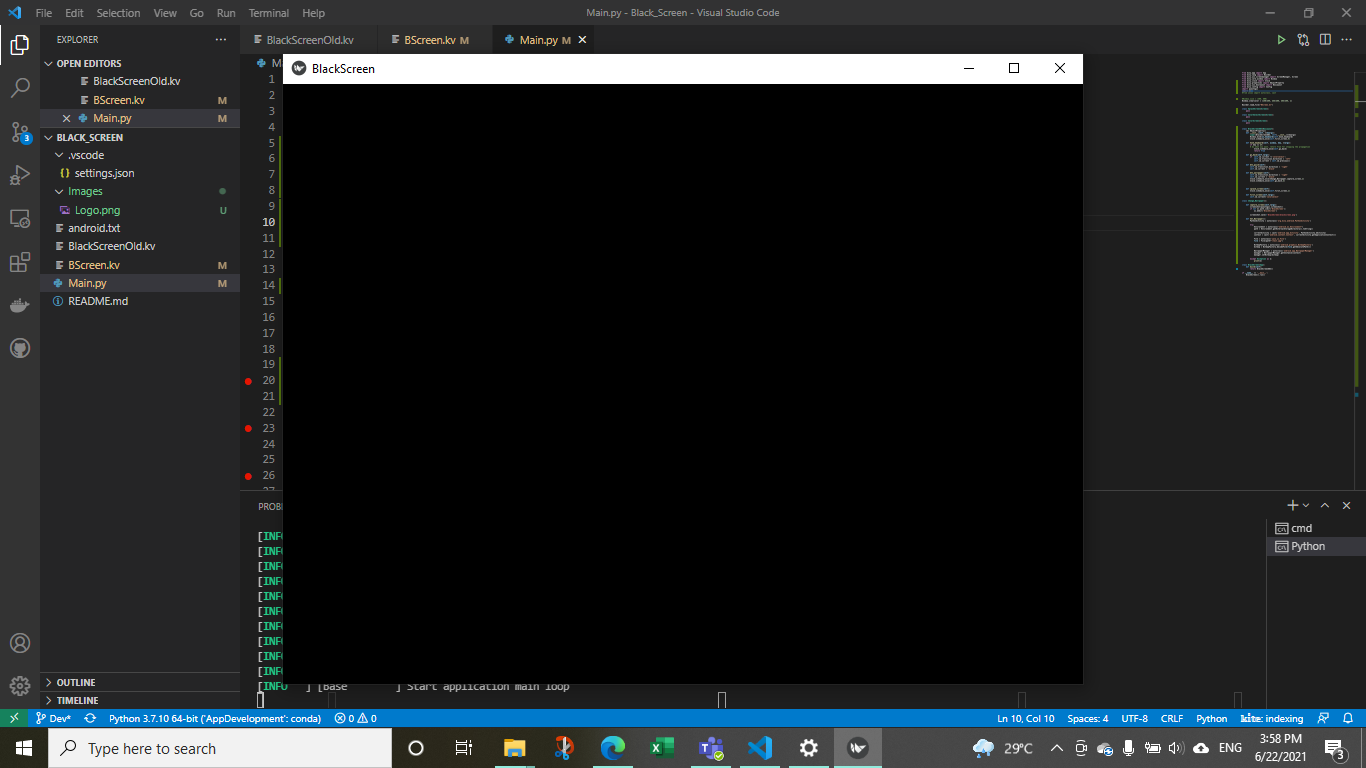 File Edit Selection View Go Run Terminal Help
Main.py - Black_Screen - Visual Studio Code
EXPLORER
OPEN EDITORS
BlackScreenOld.kv
BScreen.kv M
Main.py M
BLACK_SCREEN
.vscode
settings.json
Images
Logo.png U
android.txt
BlackScreenOld.kv
BScreen.kv M
Main.py M
README.md
OUTLINE
TIMELINE
3
BlackScreenOld.kv BScreen.kv M Main.py M
BlackScreen
1
2
3
4
5
6
7
8
9
10
11
12
13
14
15
16
17
18
19
20
21
22
23
24
25
26
[INFO
[INFO
[INFO
[INFO
[INFO
[INFO
[INFO
[INFO
[INFO
[INFO
[INFO ] [Base ] Start application main loop
cmd
Python
Dev* Python 3.7.10 64-bit ('AppDevelopment': conda) 0 0
Ln 10, Col 10 Spaces: 4 UTF-8 CRLF Python kite: indexing
Type here to search
29°C ENG
3:58 PM
6/22/2021
3